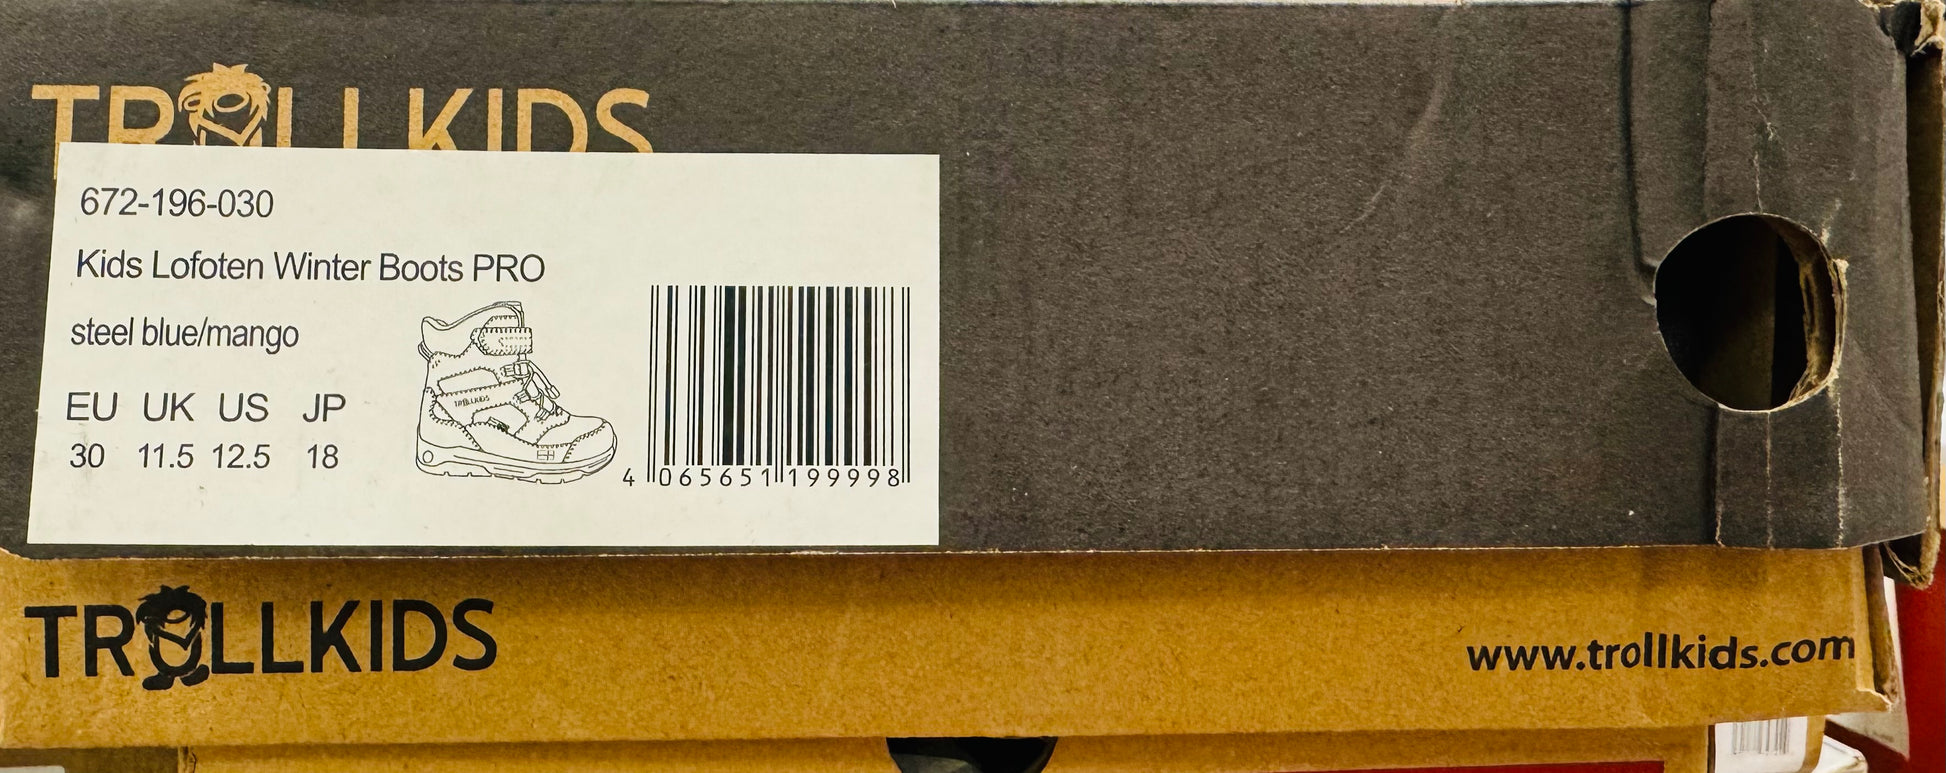 TROLLKIDS
672-196-030
Kids Lofoten Winter Boots PRO
steel blue/mango
EU UK US JP
30 11.5 12.5 18
TROLLKIDS
4 065651 199998
TROLLKIDS
www.trollkids.com